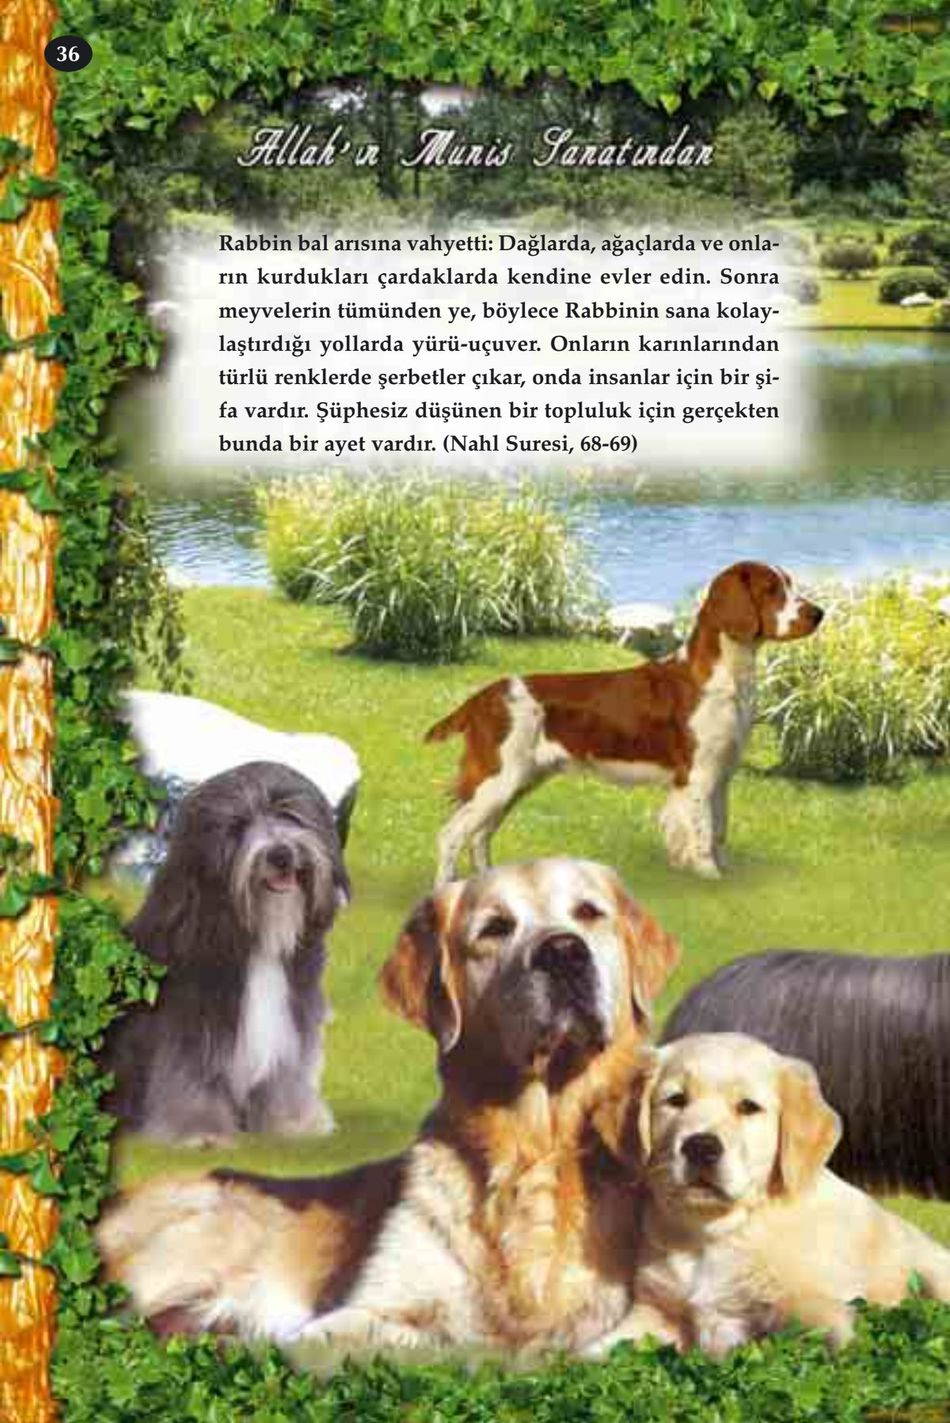 36
Allah'ın Munis Sanatından
Rabbin bal arısına vahyetti: Dağlarda, ağaçlarda ve onla-
rın kurdukları çardaklarda kendine evler edin. Sonra
meyvelerin tümünden ye, böylece Rabbinin sana kolay-
laştırdığı yollarda yürü-uçuver. Onların karınlarından
türlü renklerde şerbetler çıkar, onda insanlar için bir şi-
fa vardır. Şüphesiz düşünen bir topluluk için gerçekten
bunda bir ayet vardır. (Nahl Suresi, 68-69)